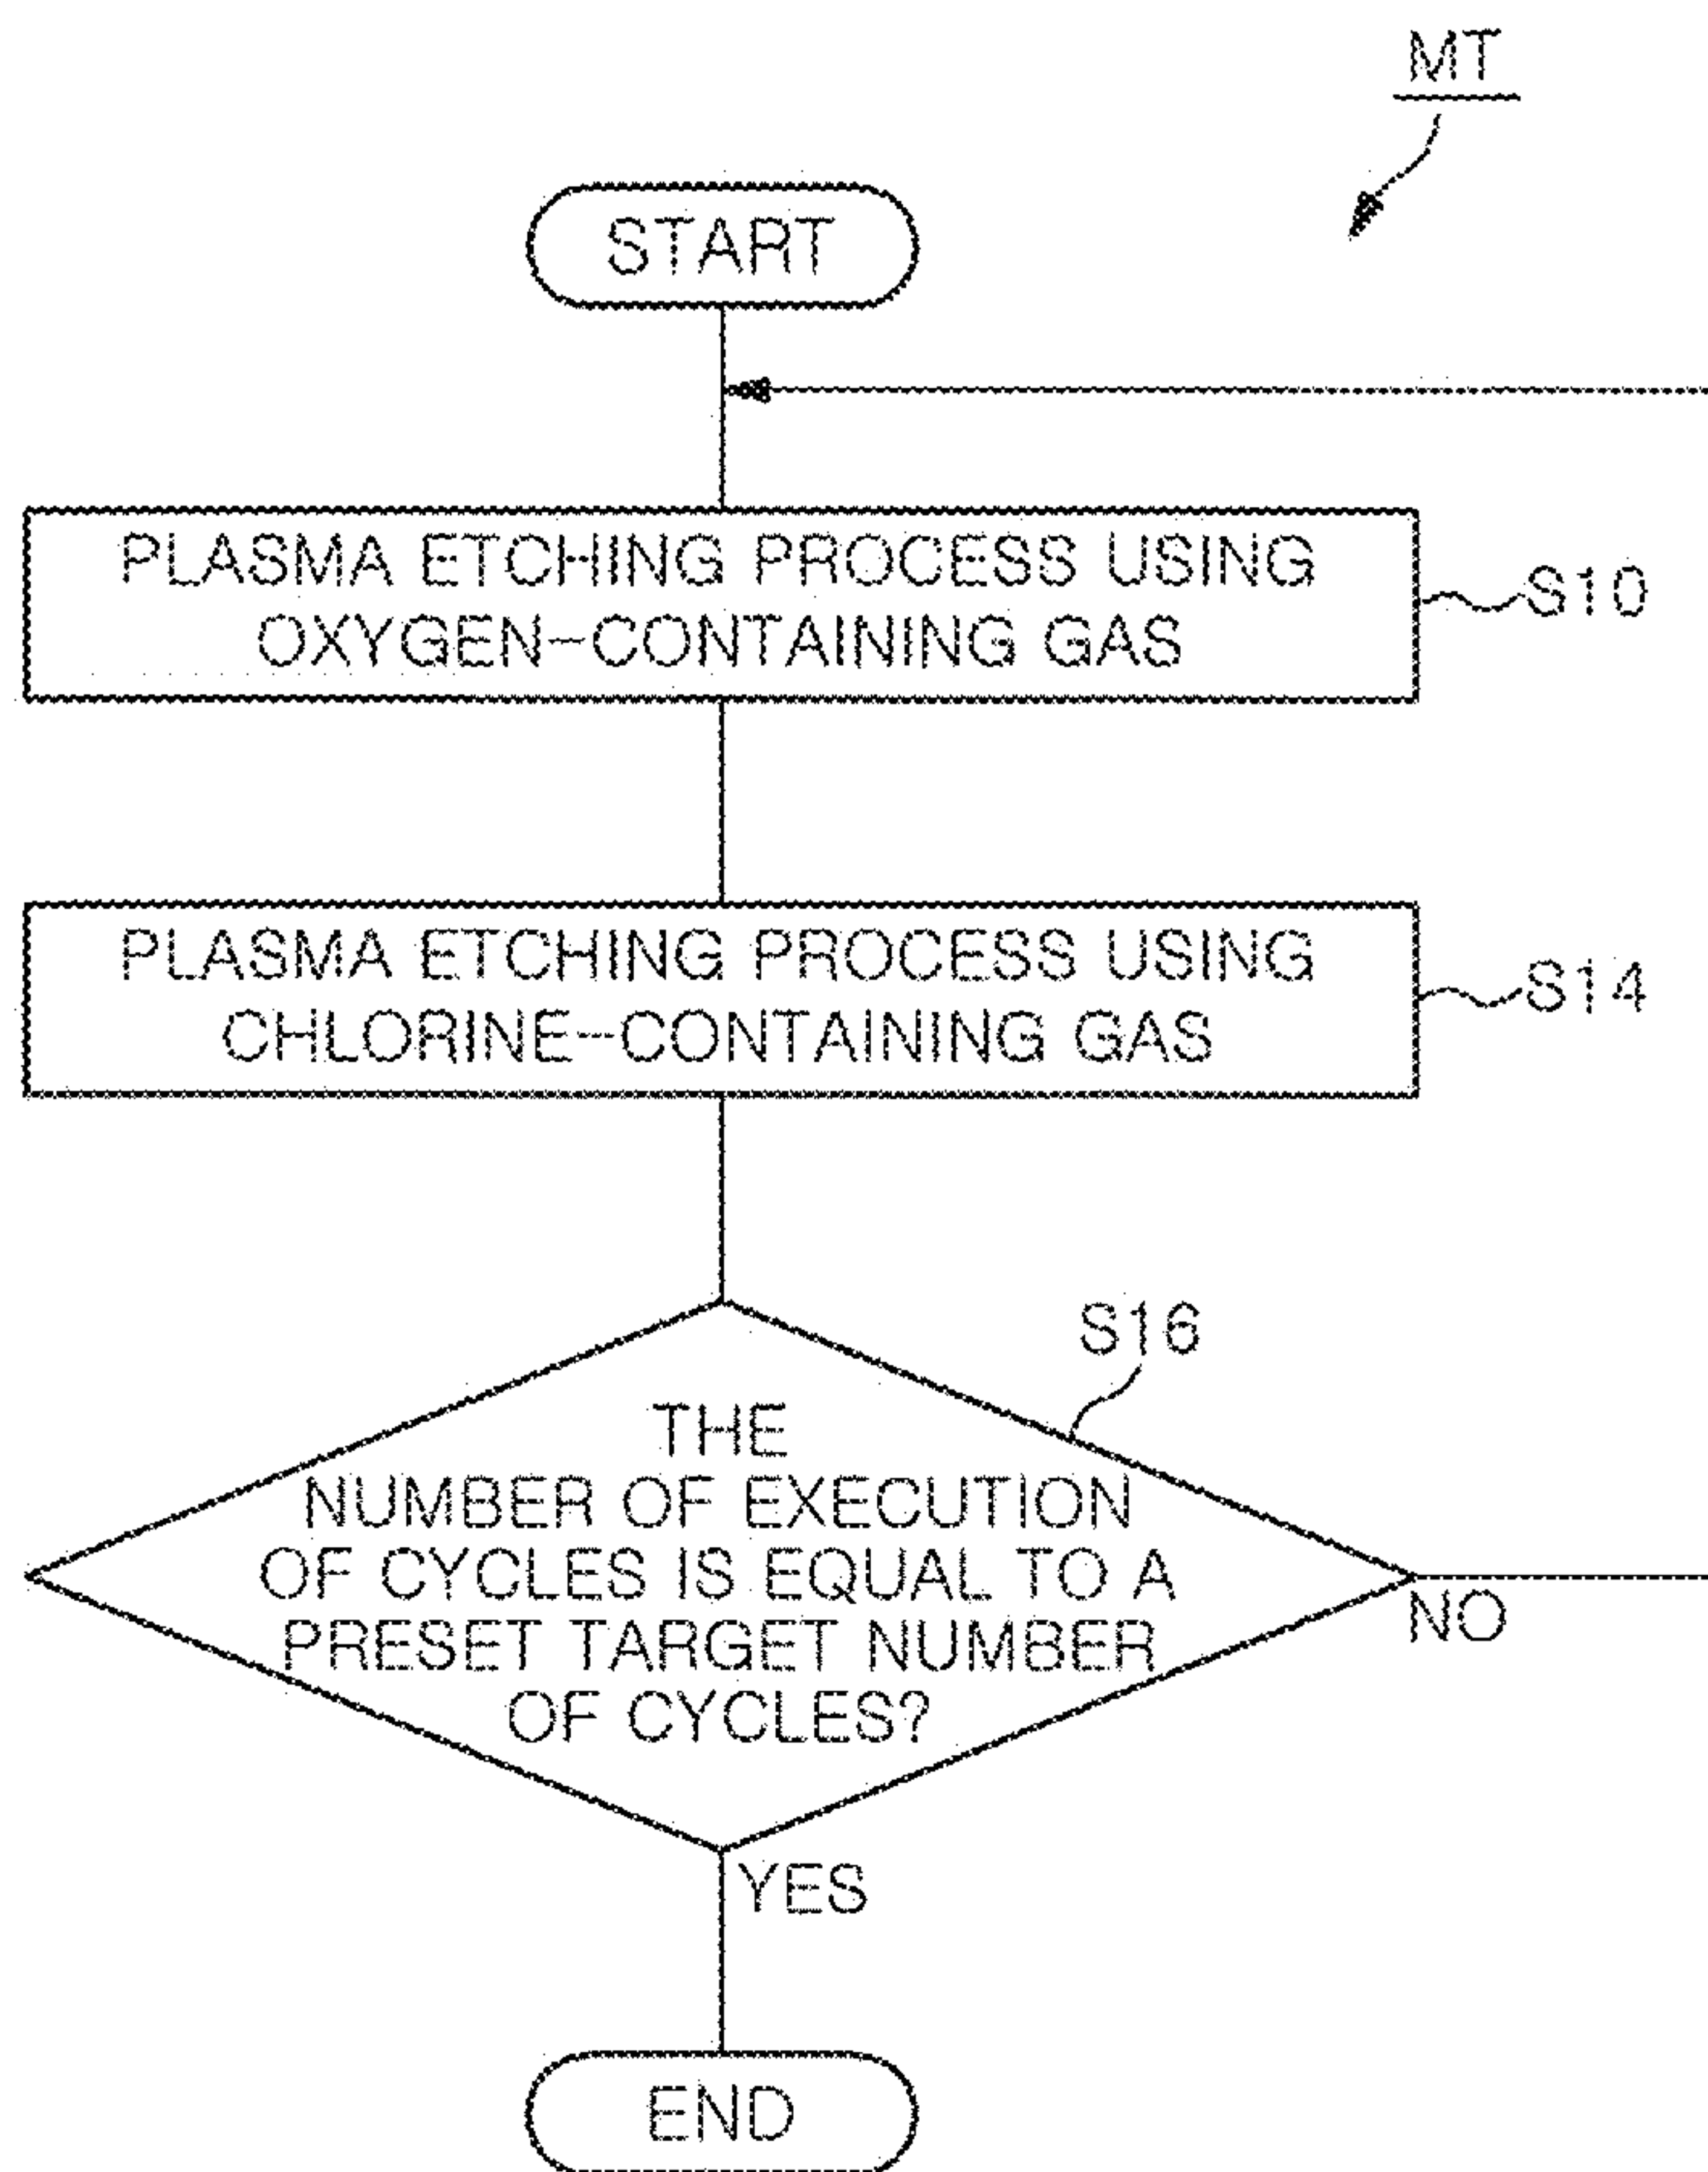 MT
START
PLASMA ETCHING PROCESS USING
OXYGEN-CONTAINING GAS
S10
PLASMA ETCHING PROCESS USING
CHLORINE-CONTAINING GAS
S14
S16
THE
NUMBER OF EXECUTION
OF CYCLES IS EQUAL TO A
PRESET TARGET NUMBER
OF CYCLES?
NO
YES
END